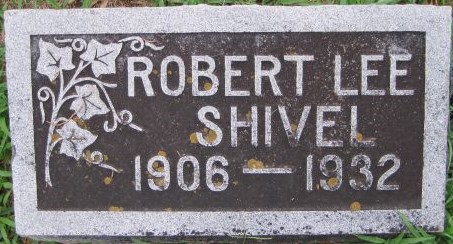 ROBERT LEE
SHIVEL
1906 — 1932